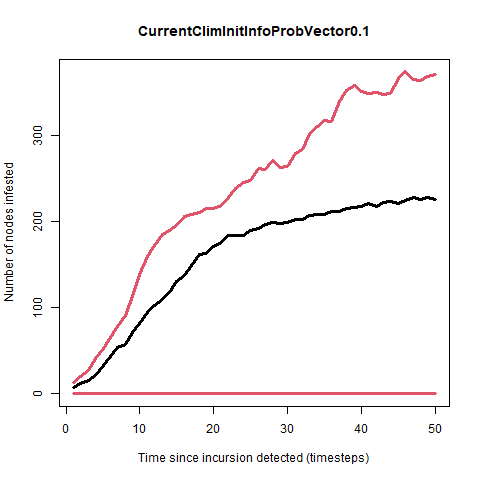 CurrentClimInitInfoProbVector0.1
Number of nodes infested
300
200
100
0
0 10 20 30 40 50
Time since incursion detected (timesteps)